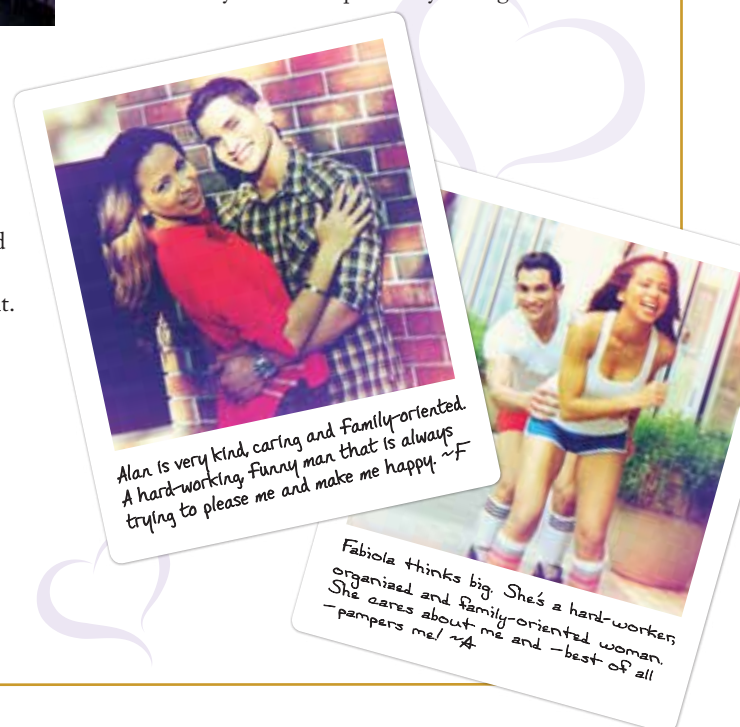 t.
Alan is very kind, caring and family-oriented.
A hard-working, funny man that is always
trying to please me and make me happy. ~F
Fabiola thinks big. She's a hard-worker,
organized and family-oriented woman.
She cares about me and –best of all
–pampers me! ~A